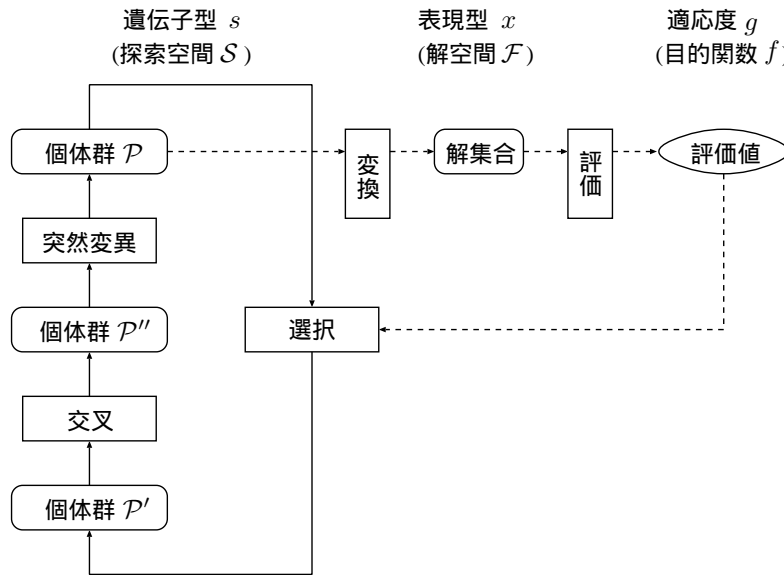 遺伝子型 s 表現型 x 適応度 g
(探索空間 𝒮) (解空間 ℱ) (目的関数 f)
個体群 𝒫 変換 解集合 評価 評価値
突然変異
個体群 𝒫′′ 選択
交叉
個体群 𝒫′